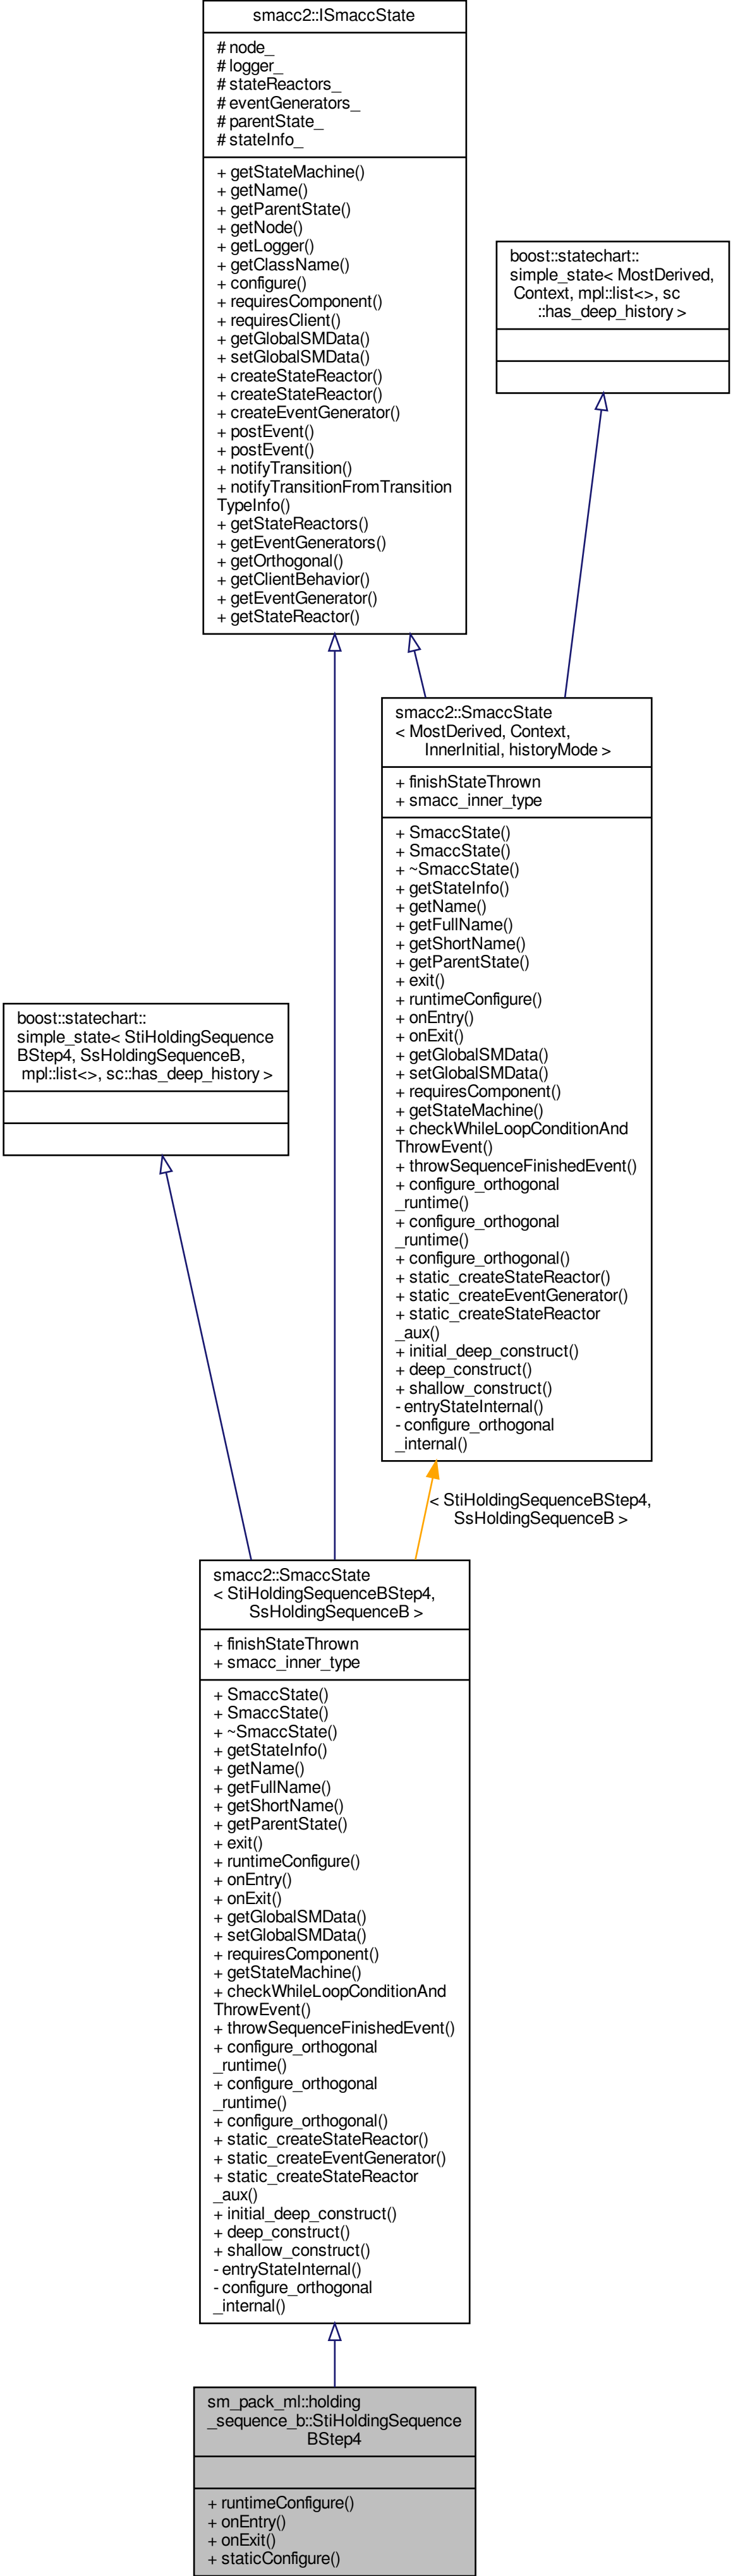 smacc2::ISmaccState
# node_
# logger_
# stateReactors_
# eventGenerators_
# parentState_
# stateInfo_
+ getStateMachine()
+ getName()
+ getParentState()
+ getNode()
+ getLogger()
+ getClassName()
+ configure()
+ requiresComponent()
+ requiresClient()
+ getGlobalSMData()
+ setGlobalSMData()
+ createStateReactor()
+ createStateReactor()
+ createEventGenerator()
+ postEvent()
+ postEvent()
+ notifyTransition()
+ notifyTransitionFromTransition
TypeInfo()
+ getStateReactors()
+ getEventGenerators()
+ getOrthogonal()
+ getClientBehavior()
+ getEventGenerator()
+ getStateReactor()
boost::statechart::
simple_state< MostDerived,
Context, mpl::list<>, sc
::has_deep_history >
smacc2::SmaccState
< MostDerived, Context,
InnerInitial, historyMode >
+ finishStateThrown
+ smacc_inner_type
+ SmaccState()
+ SmaccState()
+ ~SmaccState()
+ getStateInfo()
+ getName()
+ getFullName()
+ getShortName()
+ getParentState()
+ exit()
+ runtimeConfigure()
+ onEntry()
+ onExit()
+ getGlobalSMData()
+ setGlobalSMData()
+ requiresComponent()
+ getStateMachine()
+ checkWhileLoopConditionAnd
ThrowEvent()
+ throwSequenceFinishedEvent()
+ configure_orthogonal
_runtime()
+ configure_orthogonal
_runtime()
+ configure_orthogonal()
+ static_createStateReactor()
+ static_createEventGenerator()
+ static_createStateReactor
_aux()
+ initial_deep_construct()
+ deep_construct()
+ shallow_construct()
- entryStateInternal()
- configure_orthogonal
_internal()
boost::statechart::
simple_state< StiHoldingSequence
BStep4, SsHoldingSequenceB,
mpl::list<>, sc::has_deep_history >
< StiHoldingSequenceBStep4,
SsHoldingSequenceB >
smacc2::SmaccState
< StiHoldingSequenceBStep4,
SsHoldingSequenceB >
+ finishStateThrown
+ smacc_inner_type
+ SmaccState()
+ SmaccState()
+ ~SmaccState()
+ getStateInfo()
+ getName()
+ getFullName()
+ getShortName()
+ getParentState()
+ exit()
+ runtimeConfigure()
+ onEntry()
+ onExit()
+ getGlobalSMData()
+ setGlobalSMData()
+ requiresComponent()
+ getStateMachine()
+ checkWhileLoopConditionAnd
ThrowEvent()
+ throwSequenceFinishedEvent()
+ configure_orthogonal
_runtime()
+ configure_orthogonal
_runtime()
+ configure_orthogonal()
+ static_createStateReactor()
+ static_createEventGenerator()
+ static_createStateReactor
_aux()
+ initial_deep_construct()
+ deep_construct()
+ shallow_construct()
- entryStateInternal()
- configure_orthogonal
_internal()
sm_pack_ml::holding
_sequence_b::StiHoldingSequence
BStep4
+ runtimeConfigure()
+ onEntry()
+ onExit()
+ staticConfigure()